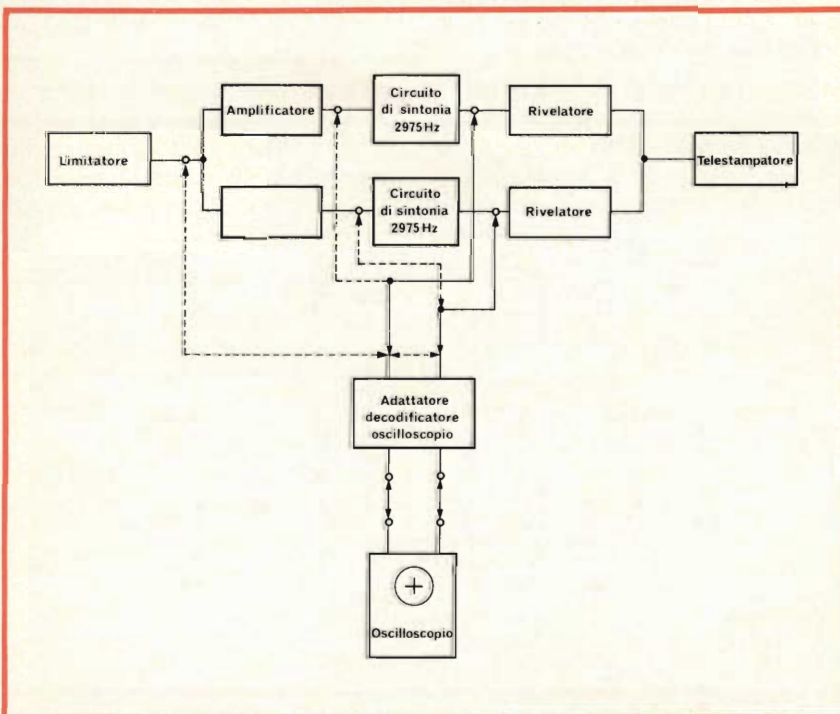 Circuito
di sintonia
2975 Hz
Amplificatore
Rivelatore
Limitatore
Telestampatore
Circuito
di sintonia
2975 Hz
Rivelatore
Adattatore
decodificatore
oscilloscopio
Oscilloscopio